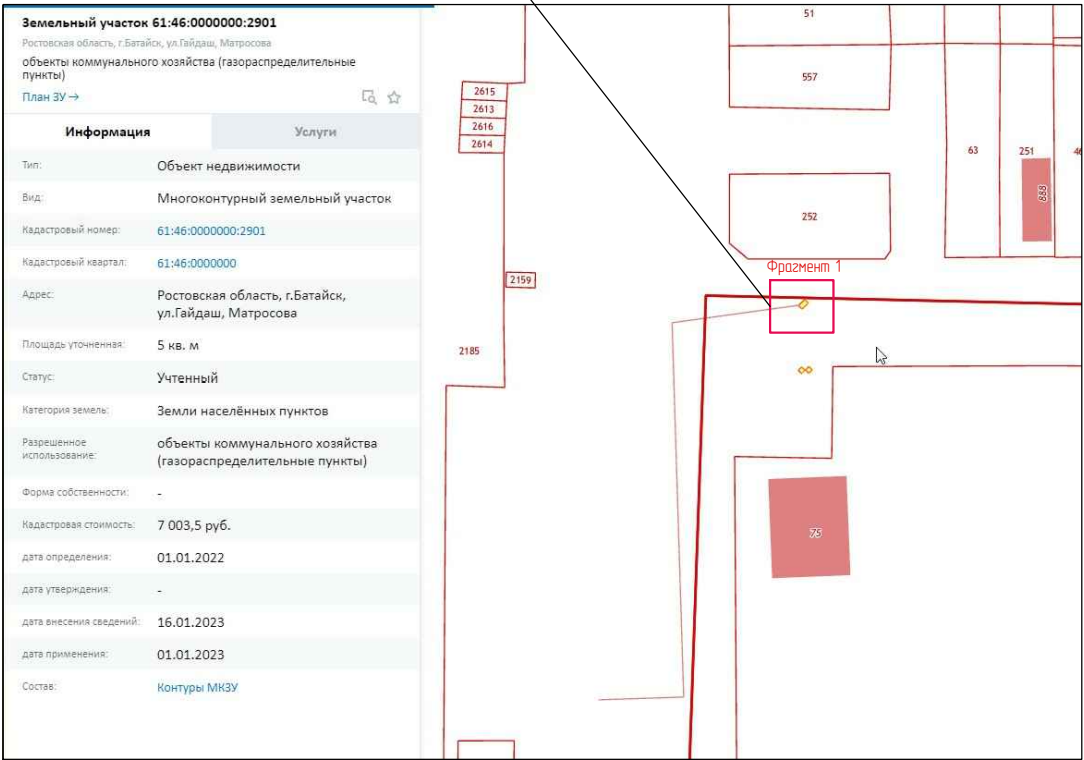 Земельный участок 61:46:0000000:2901
Ростовская область, г.Батайск, ул.Гайдаш, Матросова
объекты коммунального хозяйства (газораспределительные
пункты)
План ЗУ →
Информация
Услуги
Тип:
Объект недвижимости
Вид:
Многоконтурный земельный участок
Кадастровый номер:
61:46:0000000:2901
Кадастровый квартал:
61:46:0000000
Адрес:
Ростовская область, г.Батайск,
ул.Гайдаш, Матросова
Площадь уточненная:
5 кв. м
Статус:
Учтенный
Категория земель:
Земли населённых пунктов
Разрешенное
использование:
объекты коммунального хозяйства
(газораспределительные пункты)
Форма собственности:
-
Кадастровая стоимость:
7 003,5 руб.
дата определения:
01.01.2022
дата утверждения:
-
дата внесения сведений:
16.01.2023
дата применения:
01.01.2023
Состав:
Контуры МКЗУ
51
557
2615
2613
2616
2614
63
251
46
888
252
Фрагмент 1
2159
2185
75